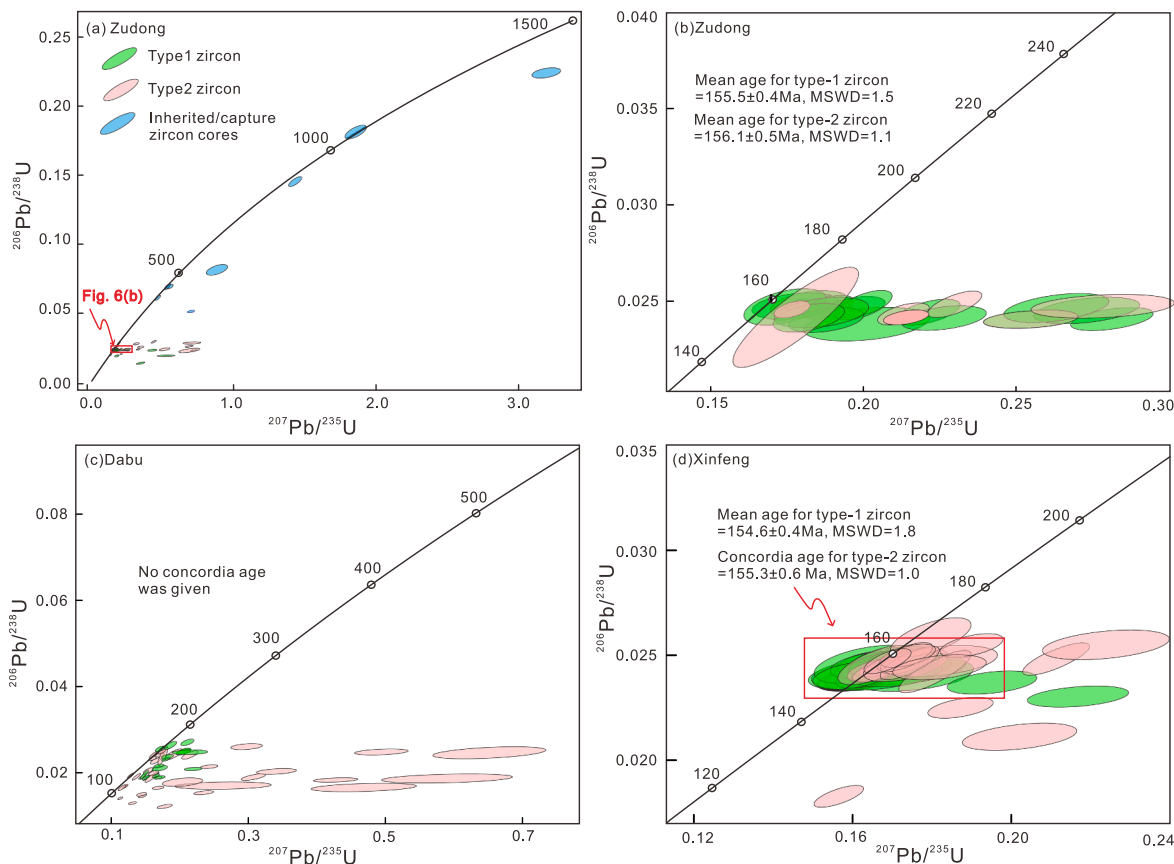 (a) Zudong
Type1 zircon
Type2 zircon
Inherited/capture
zircon cores
1500
1000
500
Fig. 6(b)
0.25
0.20
0.15
0.10
0.05
0.00
0.0
1.0
2.0
3.0
206Pb/238U
207Pb/235U
(b) Zudong
Mean age for type-1 zircon
=155.5±0.4Ma, MSWD=1.5
Mean age for type-2 zircon
=156.1±0.5Ma, MSWD=1.1
240
220
200
180
160
140
0.040
0.035
0.030
0.025
0.15
0.20
0.25
0.30
206Pb/238U
207Pb/235U
(c)Dabu
No concordia age
was given
500
400
300
200
100
0.08
0.06
0.04
0.02
0.1
0.3
0.5
0.7
206Pb/238U
207Pb/235U
(d)Xinfeng
Mean age for type-1 zircon
=154.6±0.4Ma, MSWD=1.8
Concordia age for type-2 zircon
=155.3±0.6 Ma, MSWD=1.0
200
180
160
140
120
0.035
0.030
0.025
0.020
0.12
0.16
0.20
0.24
206Pb/238U
207Pb/235U